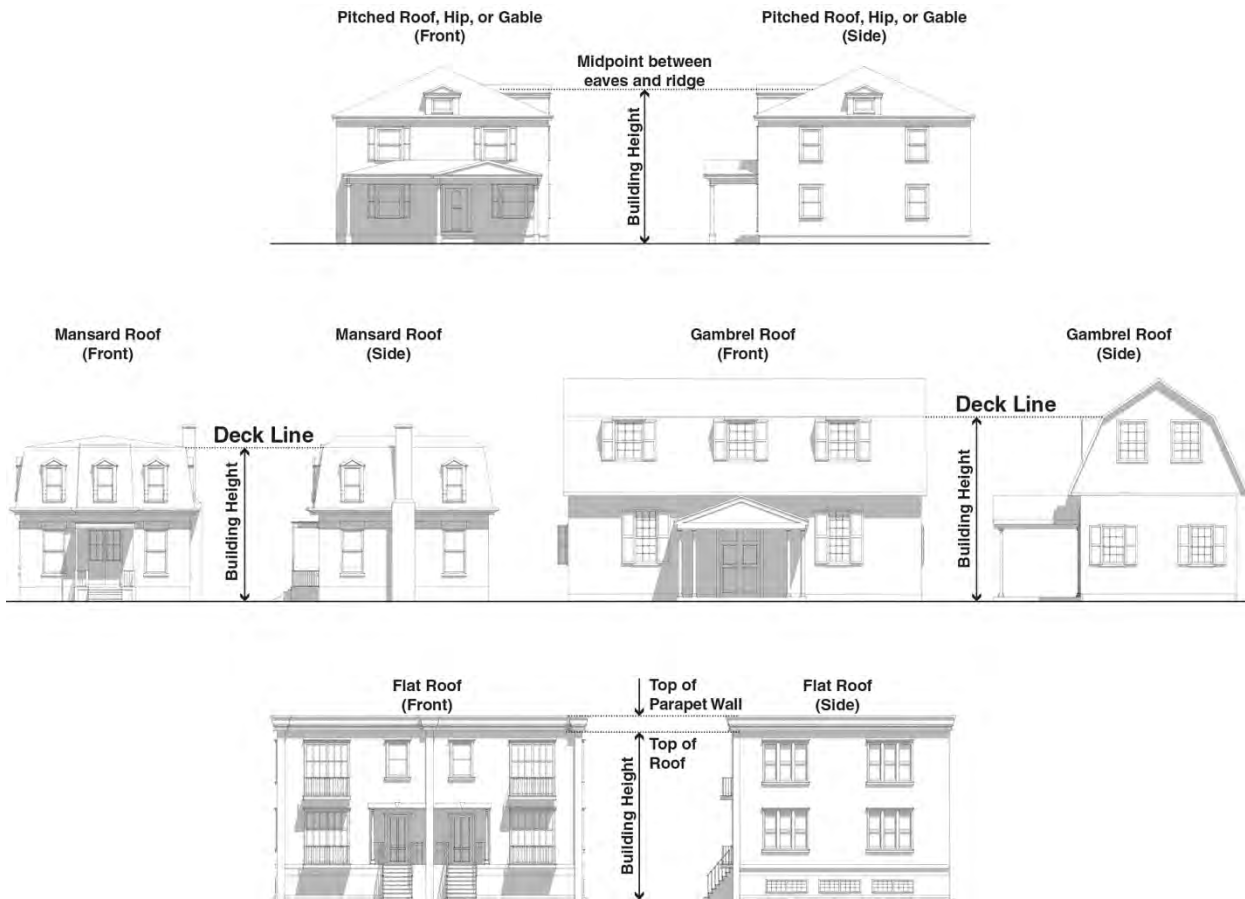 Pitched Roof, Hip, or Gable
(Front)
Pitched Roof, Hip, or Gable
(Side)
Midpoint between
eaves and ridge
Building Height
Mansard Roof
(Front)
Mansard Roof
(Side)
Gambrel Roof
(Front)
Gambrel Roof
(Side)
Deck Line
Building Height
Deck Line
Building Height
Flat Roof
(Front)
Top of
Parapet Wall
Flat Roof
(Side)
Top of
Roof
Building Height